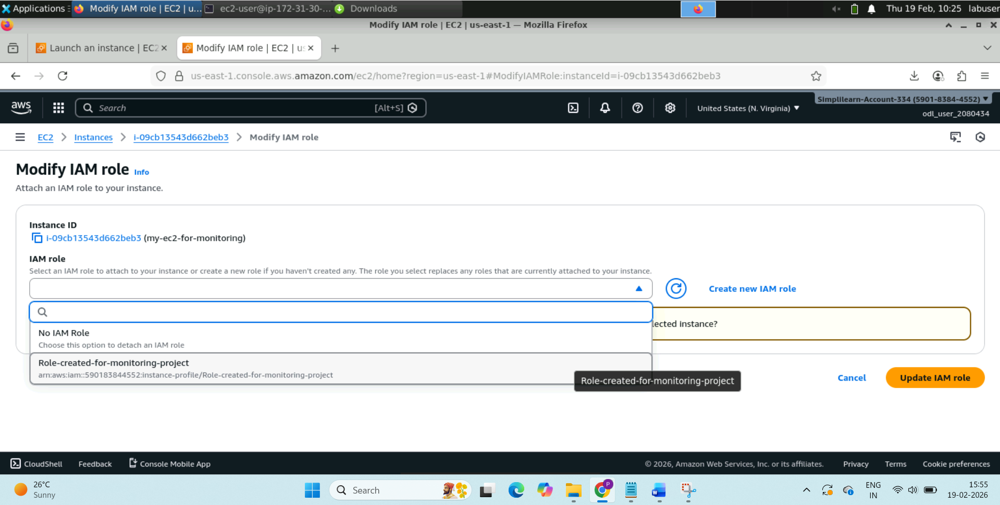 Applications
Modify IAM role | EC2 | u...
ec2-user@ip-172-31-30-...
Downloads
Thu 19 Feb, 10:25
labuser
Modify IAM role | EC2 | us-east-1 — Mozilla Firefox
Launch an instance | EC2
Modify IAM role | EC2 | us
us-east-1.console.aws.amazon.com/ec2/home?region=us-east-1#ModifyIAMRole:instanceId=i-09cb13543d662beb3
aws
Search
[Alt+S]
United States (N. Virginia)
Simplilearn-Account-334 (5901-8384-4552)
odl_user_2080434
EC2
Instances
i-09cb13543d662beb3
Modify IAM role
Modify IAM role Info
Attach an IAM role to your instance.
Instance ID
i-09cb13543d662beb3 (my-ec2-for-monitoring)
IAM role
Select an IAM role to attach to your instance or create a new role if you haven't created any. The role you select replaces any roles that are currently attached to your instance.
Create new IAM role
lected instance?
No IAM Role
Choose this option to detach an IAM role
Role-created-for-monitoring-project
arn:aws:iam::590183844552:instance-profile/Role-created-for-monitoring-project
Role-created-for-monitoring-project
Cancel
Update IAM role
CloudShell
Feedback
Console Mobile App
© 2026, Amazon Web Services, Inc. or its affiliates.
Privacy
Terms
Cookie preferences
26°C
Sunny
Search
P
W
ENG
IN
15:55
19-02-2026